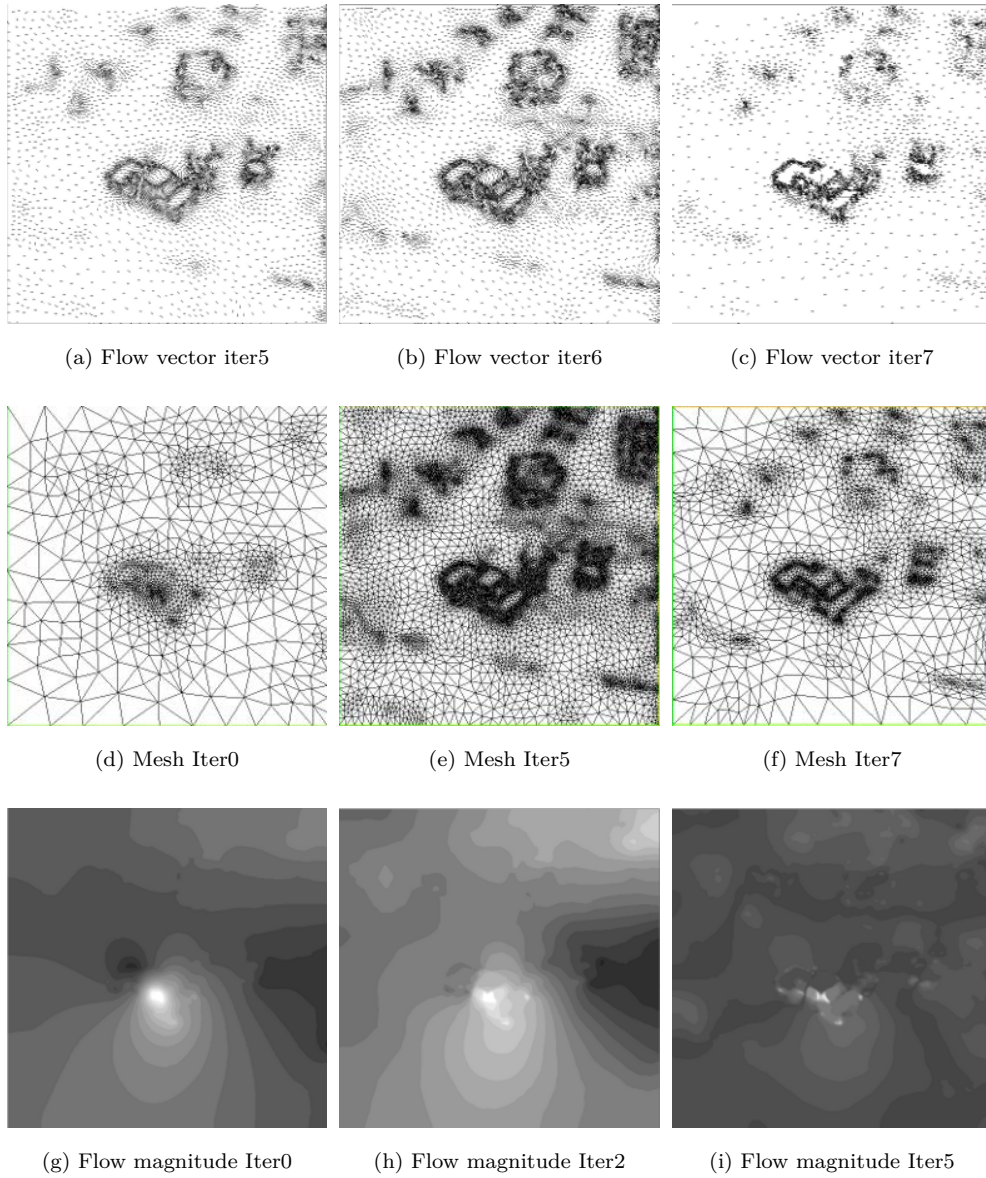 (a) Flow vector iter5
(b) Flow vector iter6
(c) Flow vector iter7
(d) Mesh Iter0
(e) Mesh Iter5
(f) Mesh Iter7
(g) Flow magnitude Iter0
(h) Flow magnitude Iter2
(i) Flow magnitude Iter5